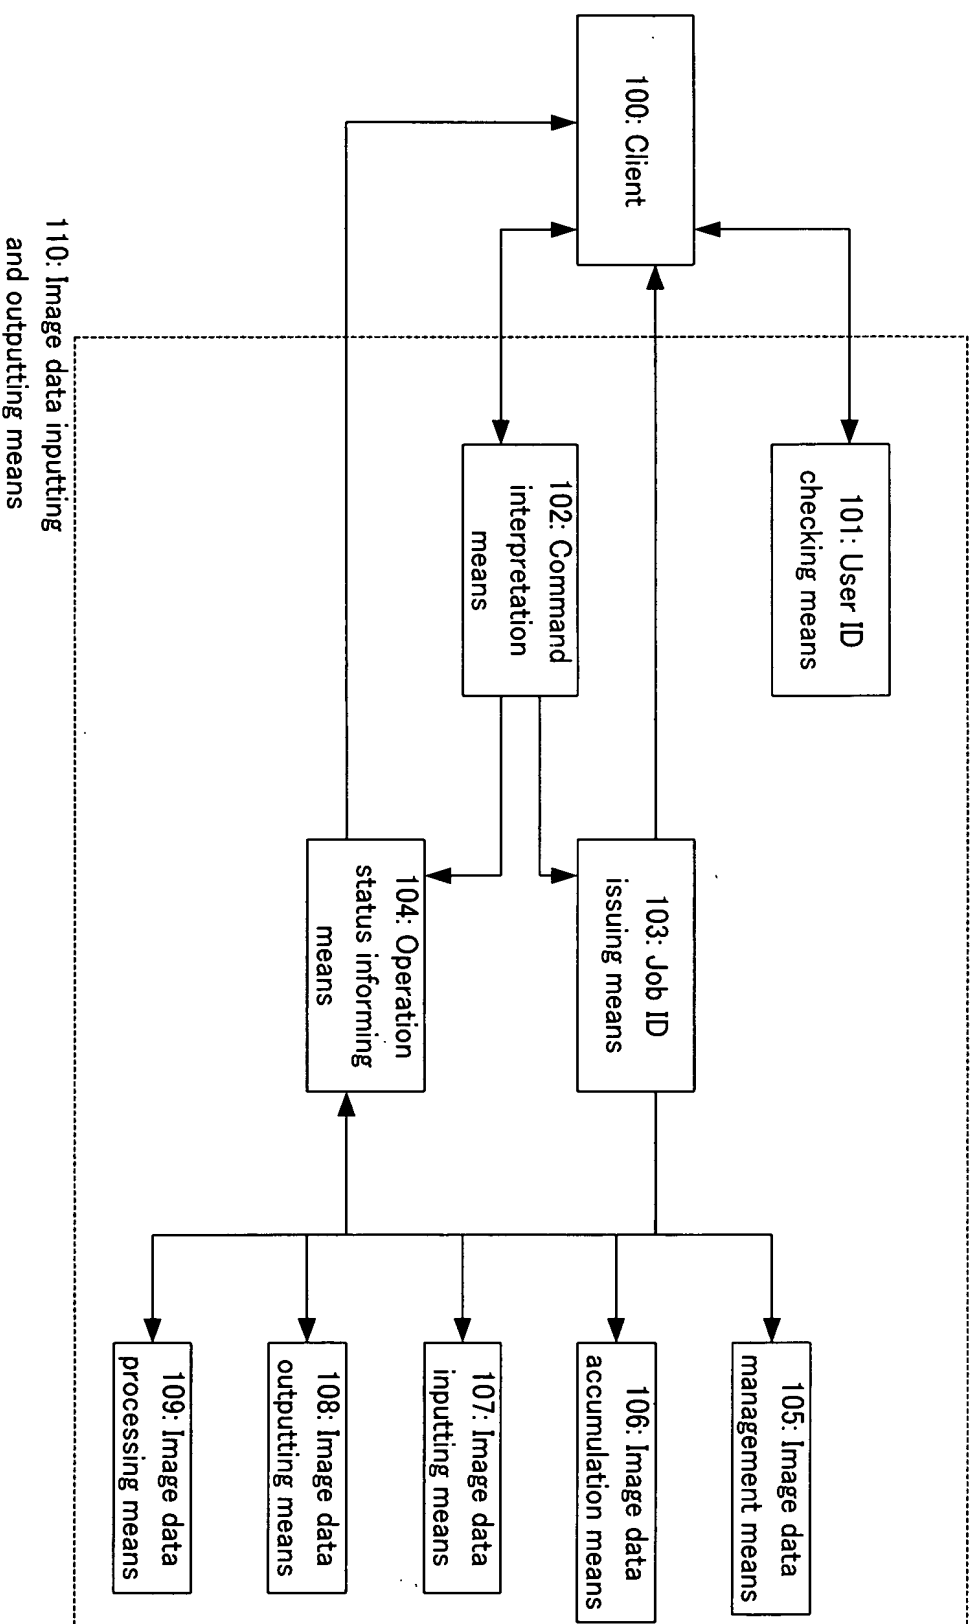 100: Client
101: User ID
checking means
102: Command
interpretation
means
103: Job ID
issuing means
104: Operation
status informing
means
105: Image data
management means
106: Image data
accumulation means
107: Image data
inputting means
108: Image data
outputting means
109: Image data
processing means
110: Image data inputting
and outputting means